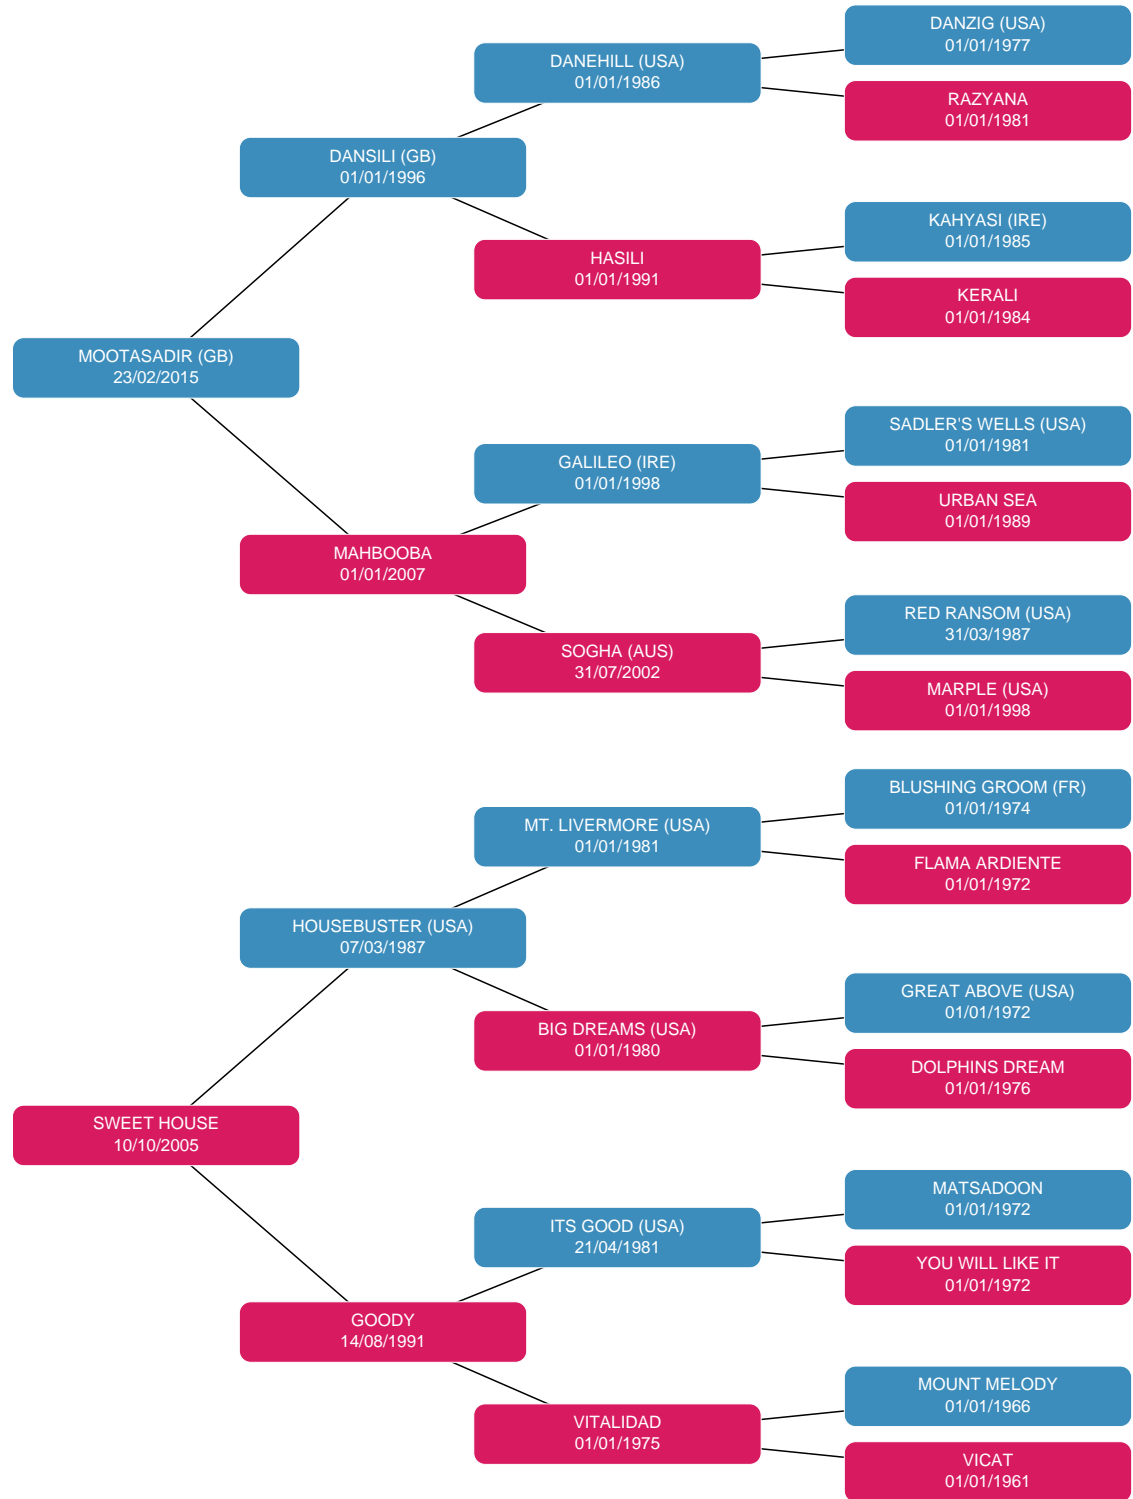 DANZIG (USA)
01/01/1977
DANEHILL (USA)
01/01/1986
RAZYANA
01/01/1981
DANSILI (GB)
01/01/1996
KAHYASI (IRE)
01/01/1985
HASILI
01/01/1991
KERALI
01/01/1984
MOOTASADIR (GB)
23/02/2015
SADLER'S WELLS (USA)
01/01/1981
GALILEO (IRE)
01/01/1998
URBAN SEA
01/01/1989
MAHBOOBA
01/01/2007
RED RANSOM (USA)
31/03/1987
SOGHA (AUS)
31/07/2002
MARPLE (USA)
01/01/1998
BLUSHING GROOM (FR)
01/01/1974
MT. LIVERMORE (USA)
01/01/1981
FLAMA ARDIENTE
01/01/1972
HOUSEBUSTER (USA)
07/03/1987
GREAT ABOVE (USA)
01/01/1972
BIG DREAMS (USA)
01/01/1980
DOLPHINS DREAM
01/01/1976
SWEET HOUSE
10/10/2005
MATSADOON
01/01/1972
ITS GOOD (USA)
21/04/1981
YOU WILL LIKE IT
01/01/1972
GOODY
14/08/1991
MOUNT MELODY
01/01/1966
VITALIDAD
01/01/1975
VICAT
01/01/1961